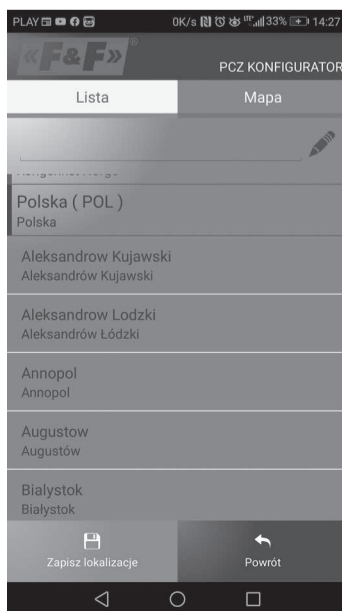 PLAY 0K/s LTE 33% 14:27
«F&F»®
PCZ KONFIGURATOR
Lista Mapa
Polska ( POL )
Polska
Aleksandrow Kujawski
Aleksandrów Kujawski
Aleksandrow Lodzki
Aleksandrów Łódzki
Annopol
Annopol
Augustow
Augustów
Bialystok
Białystok
Zapisz lokalizacje Powrót